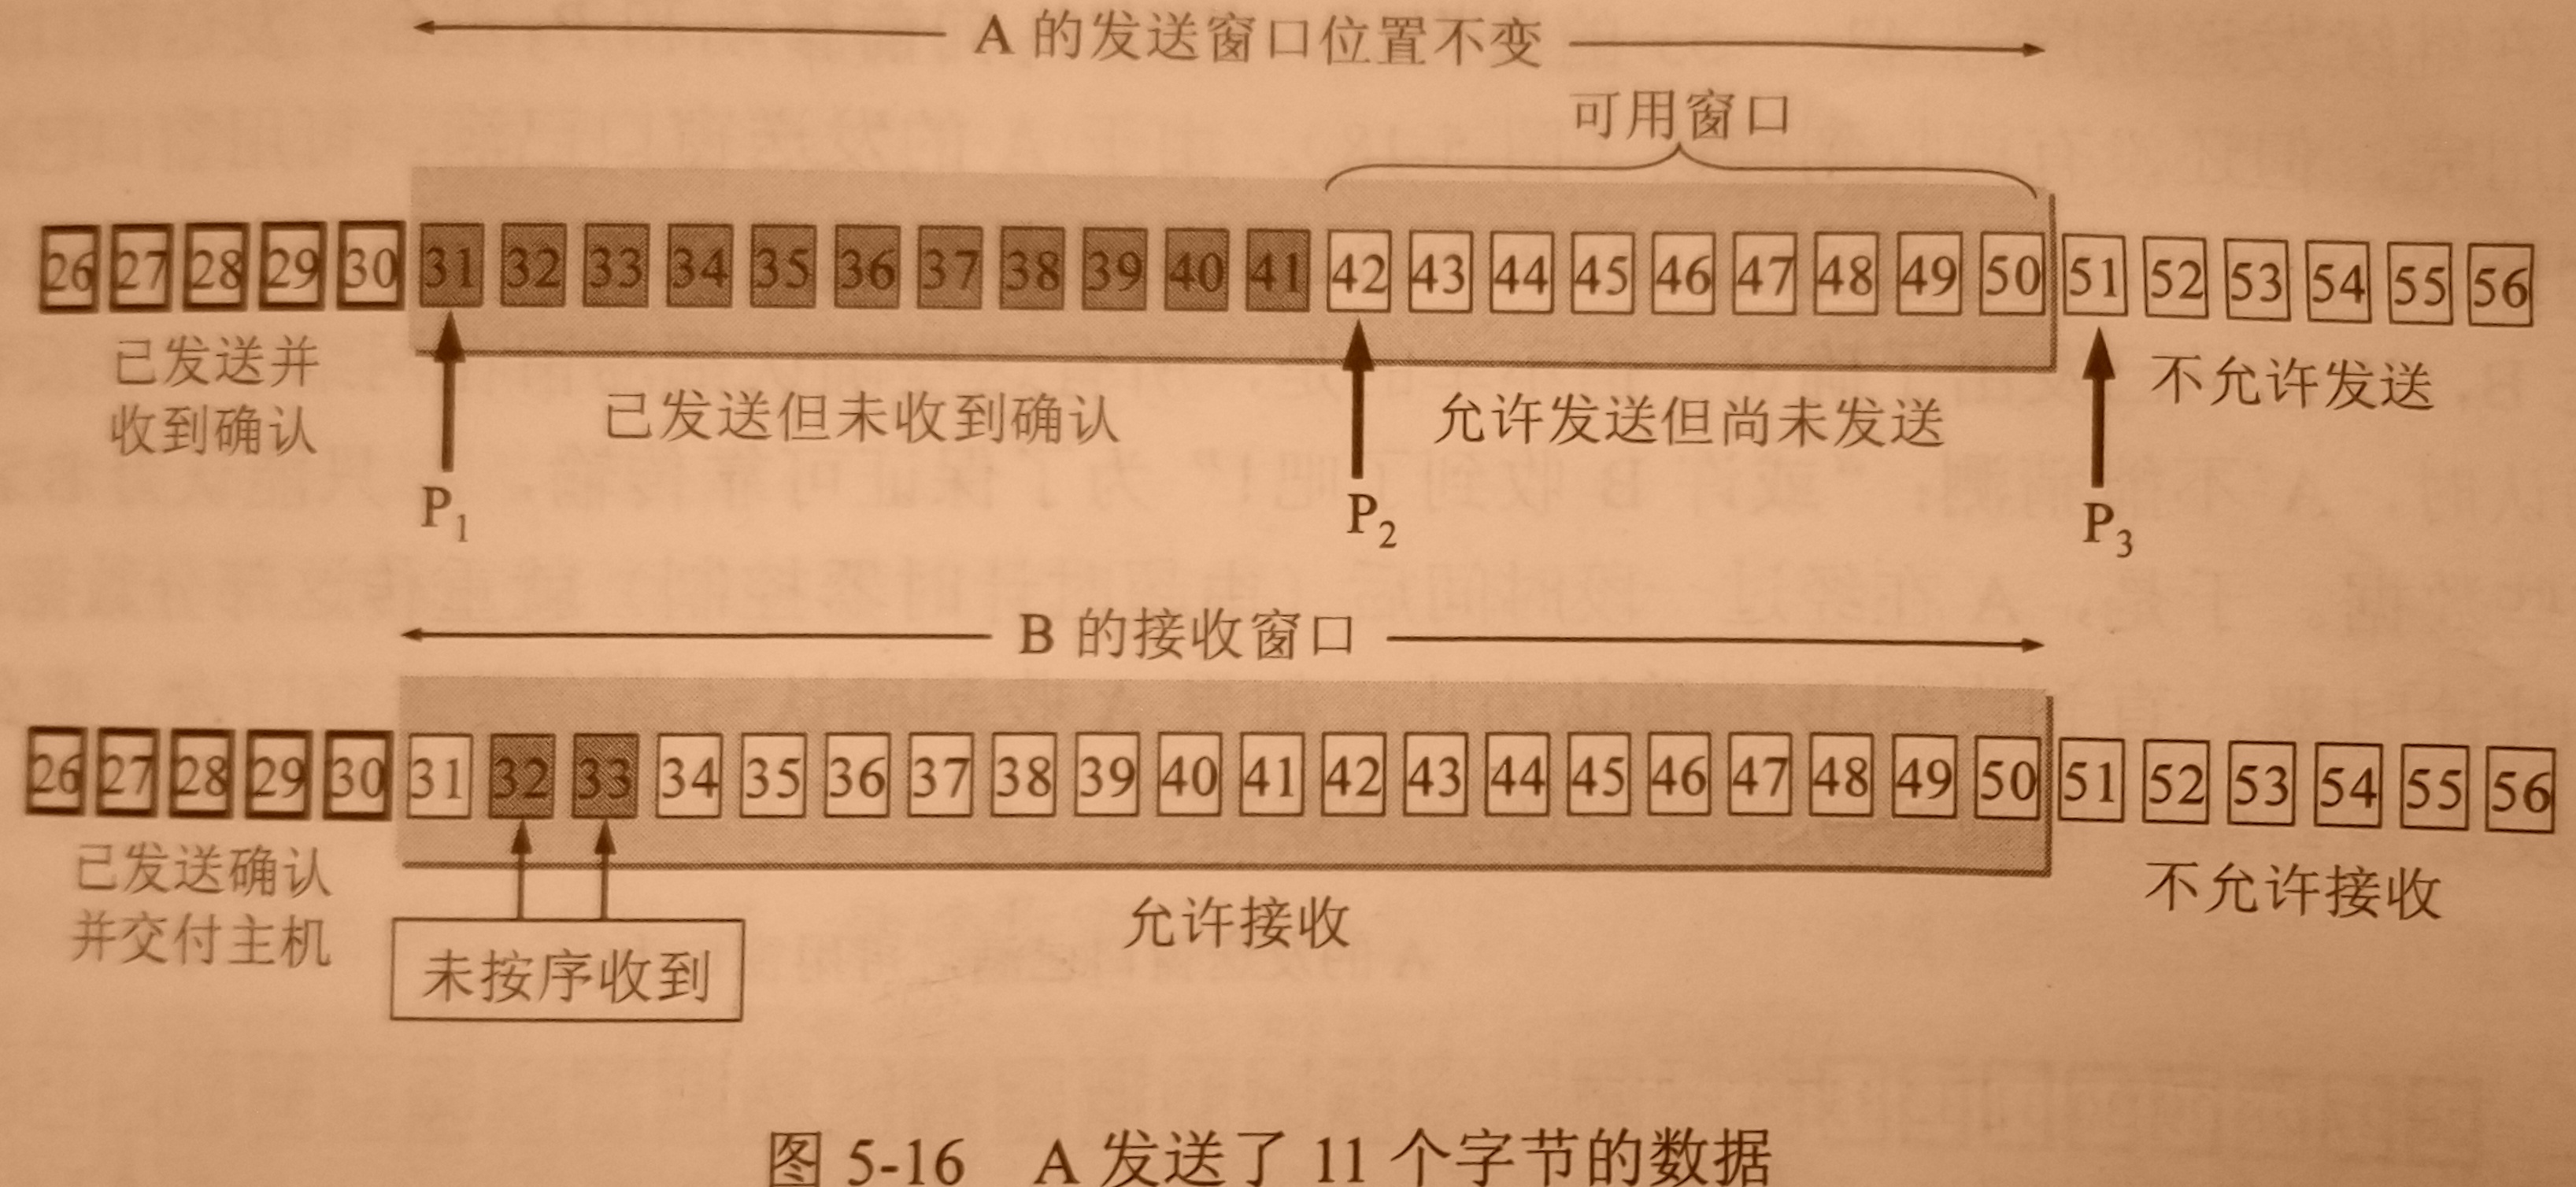 A 的发送窗口位置不变
可用窗口
26 27 28 29 30 31 32 33 34 35 36 37 38 39 40 41 42 43 44 45 46 47 48 49 50 51 52 53 54 55 56
已发送并
收到确认
已发送但未收到确认
允许发送但尚未发送
不允许发送
P1
P2
P3
B 的接收窗口
26 27 28 29 30 31 32 33 34 35 36 37 38 39 40 41 42 43 44 45 46 47 48 49 50 51 52 53 54 55 56
已发送确认
并交付主机
未按序收到
允许接收
不允许接收
图 5-16 A 发送了 11 个字节的数据